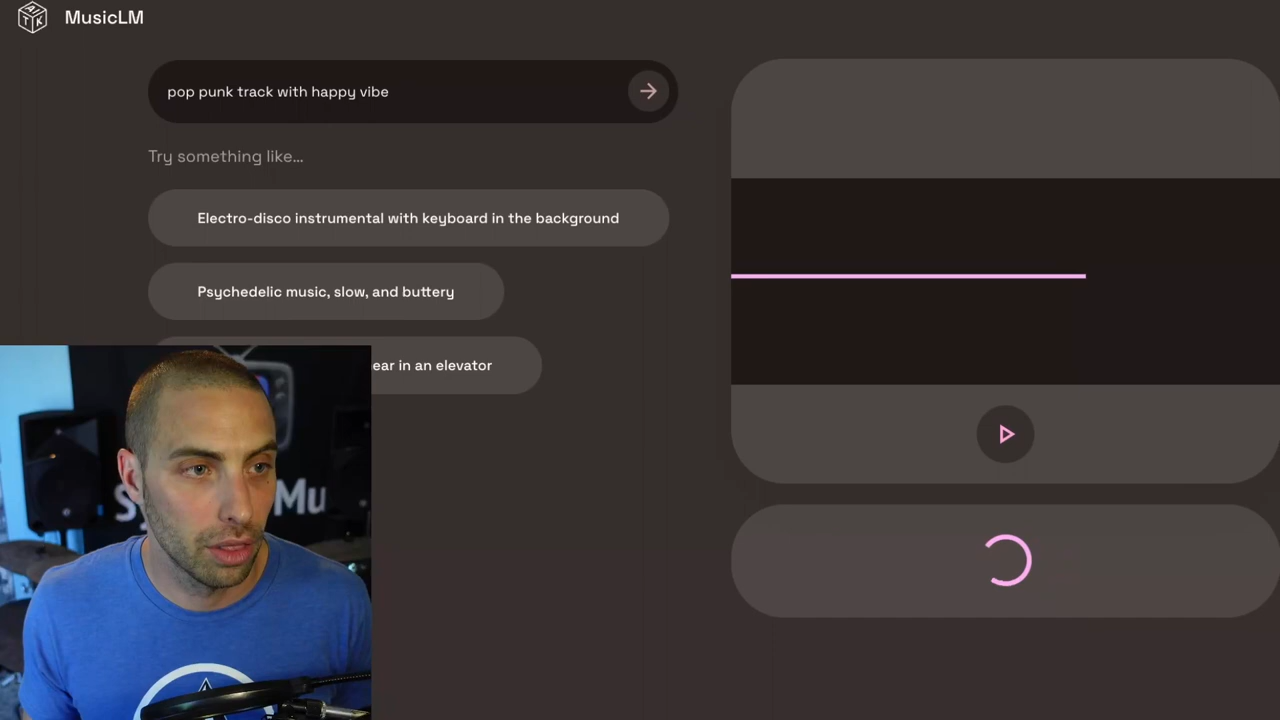 MusicLM
pop punk track with happy vibe
Try something like...
Electro-disco instrumental with keyboard in the background
Psychedelic music, slow, and buttery
ear in an elevator